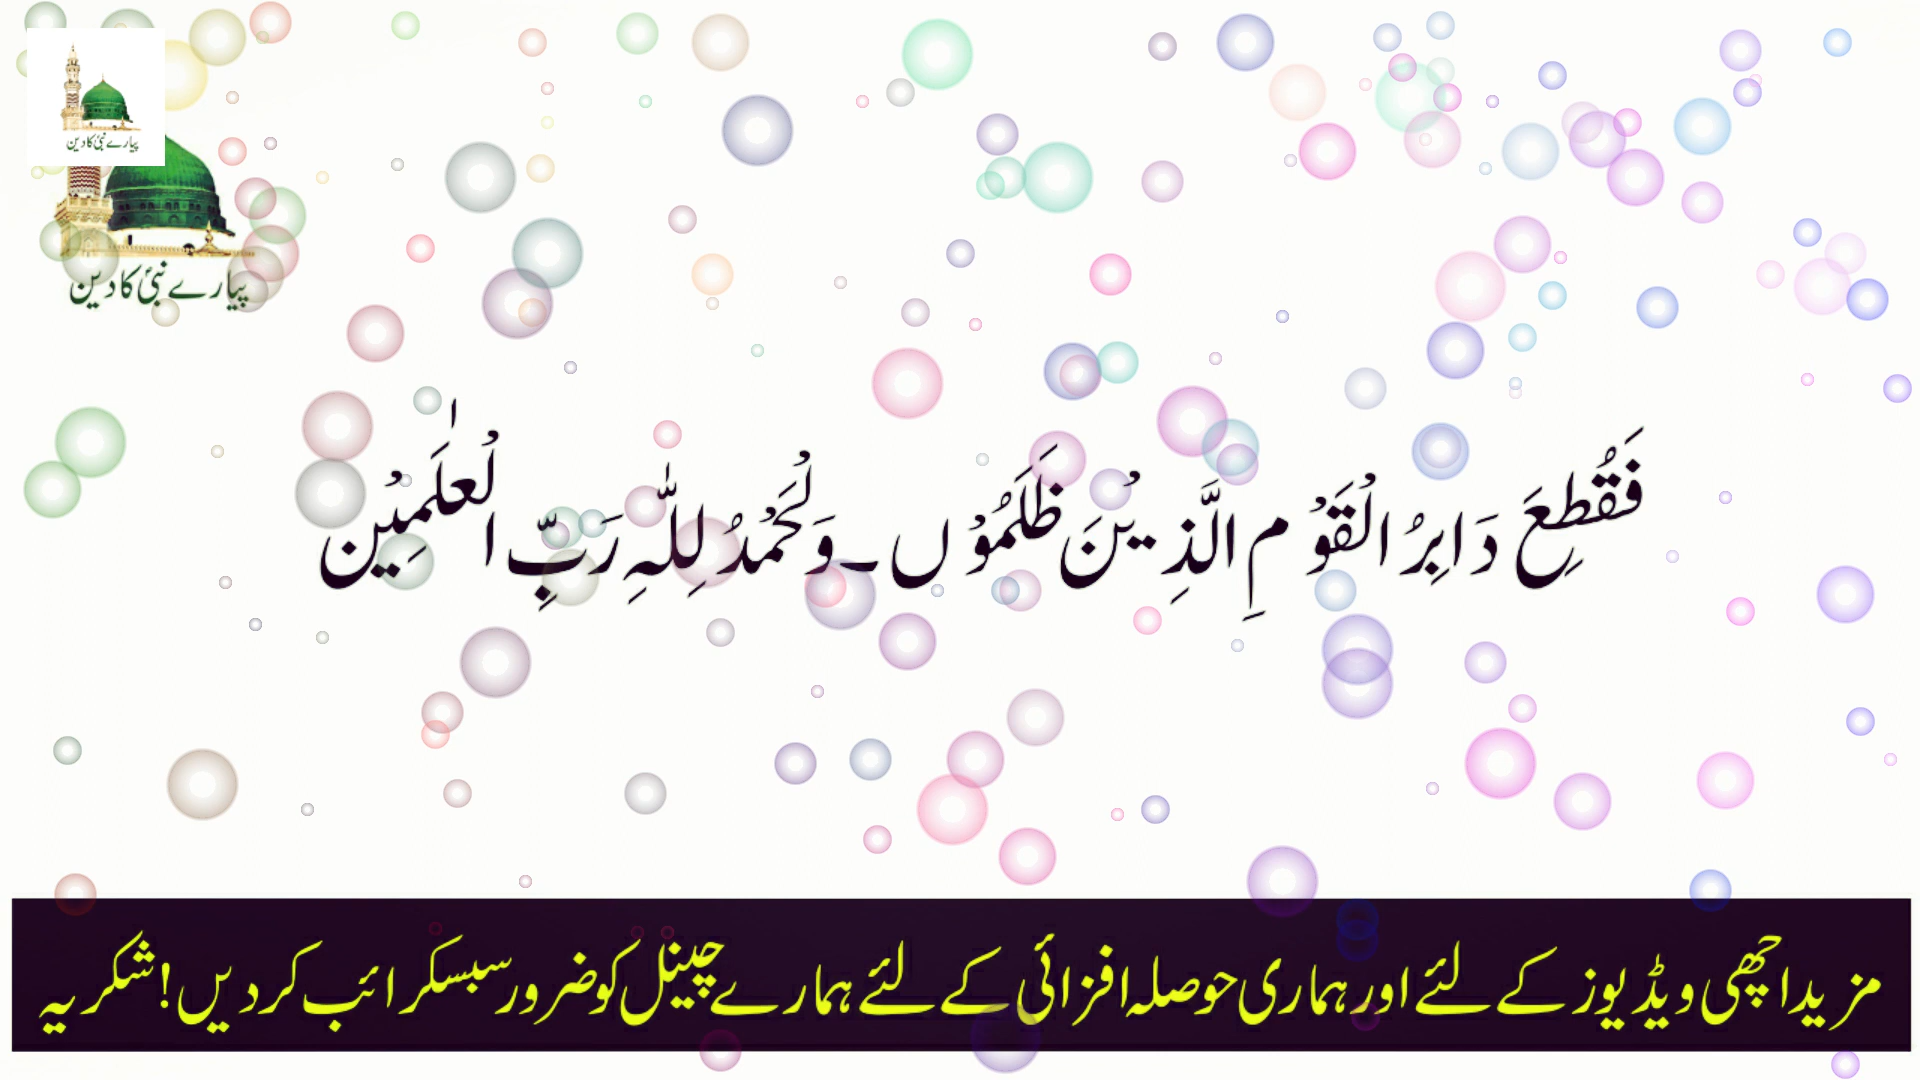 پیارے نبیؐ کا دین
پیارے نبیؐ کا دین
فَقُطِعَ دَابِرُ الْقَوْمِ الَّذِيْنَ ظَلَمُوْا۔ وَلْحَمْدُ لِلّٰہِ رَبِّ الْعٰلَمِيْن
مزید اچھی ویڈیوز کے لئے اور ہماری حوصلہ افزائی کے لئے ہمارے چینل کو ضرور سبسکرائب کر دیں! شکریہ